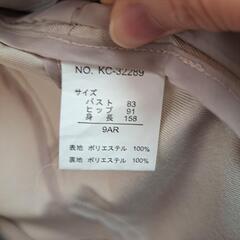 NO. KC-32289
サイズ
バスト 83
ヒップ 91
身長 158
9AR
表地 ポリエステル 100%
裏地 ポリエステル 100%